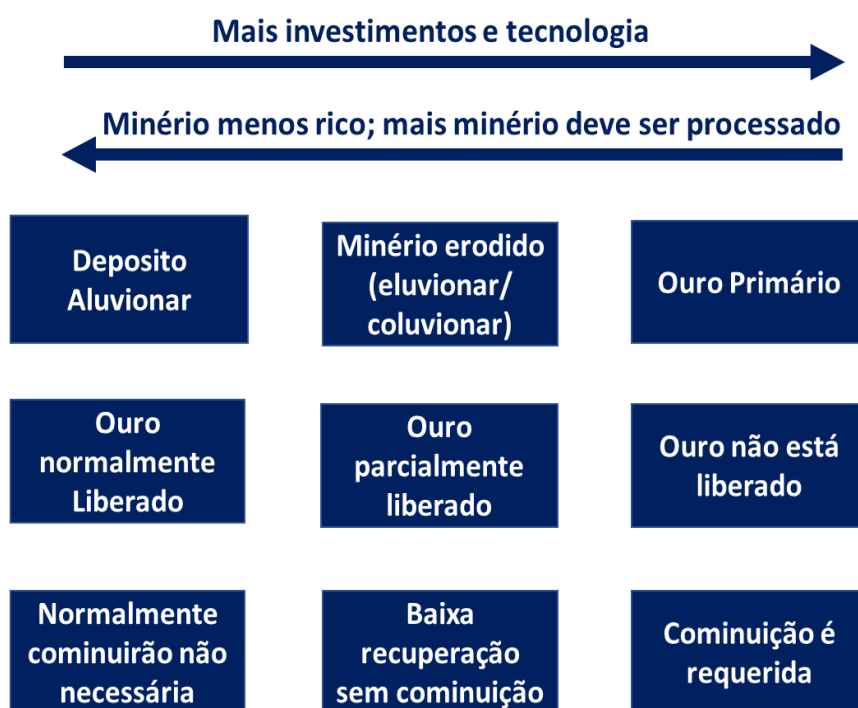 Mais investimentos e tecnologia
Minério menos rico; mais minério deve ser processado
Deposito
Aluvionar
Minério erodido
(eluvionar/
coluvionar)
Ouro Primário
Ouro
normalmente
Liberado
Ouro
parcialmente
liberado
Ouro não está
liberado
Normalmente
cominuirão não
necessária
Baixa
recuperação
sem cominuição
Cominuição é
requerida